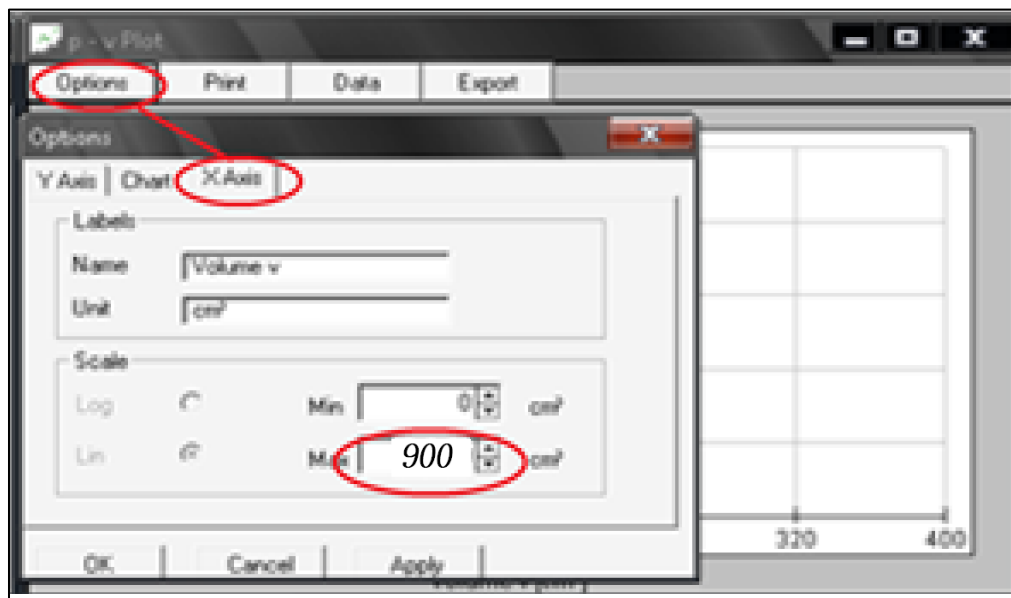 p - v Plot
Options Print Data Export
Options
Y Axis Chart X Axis
Labels
Name Volume v
Unit cm³
Scale
Log Min 0 cm³
Lin Max 900 cm³
320 400
OK Cancel Apply